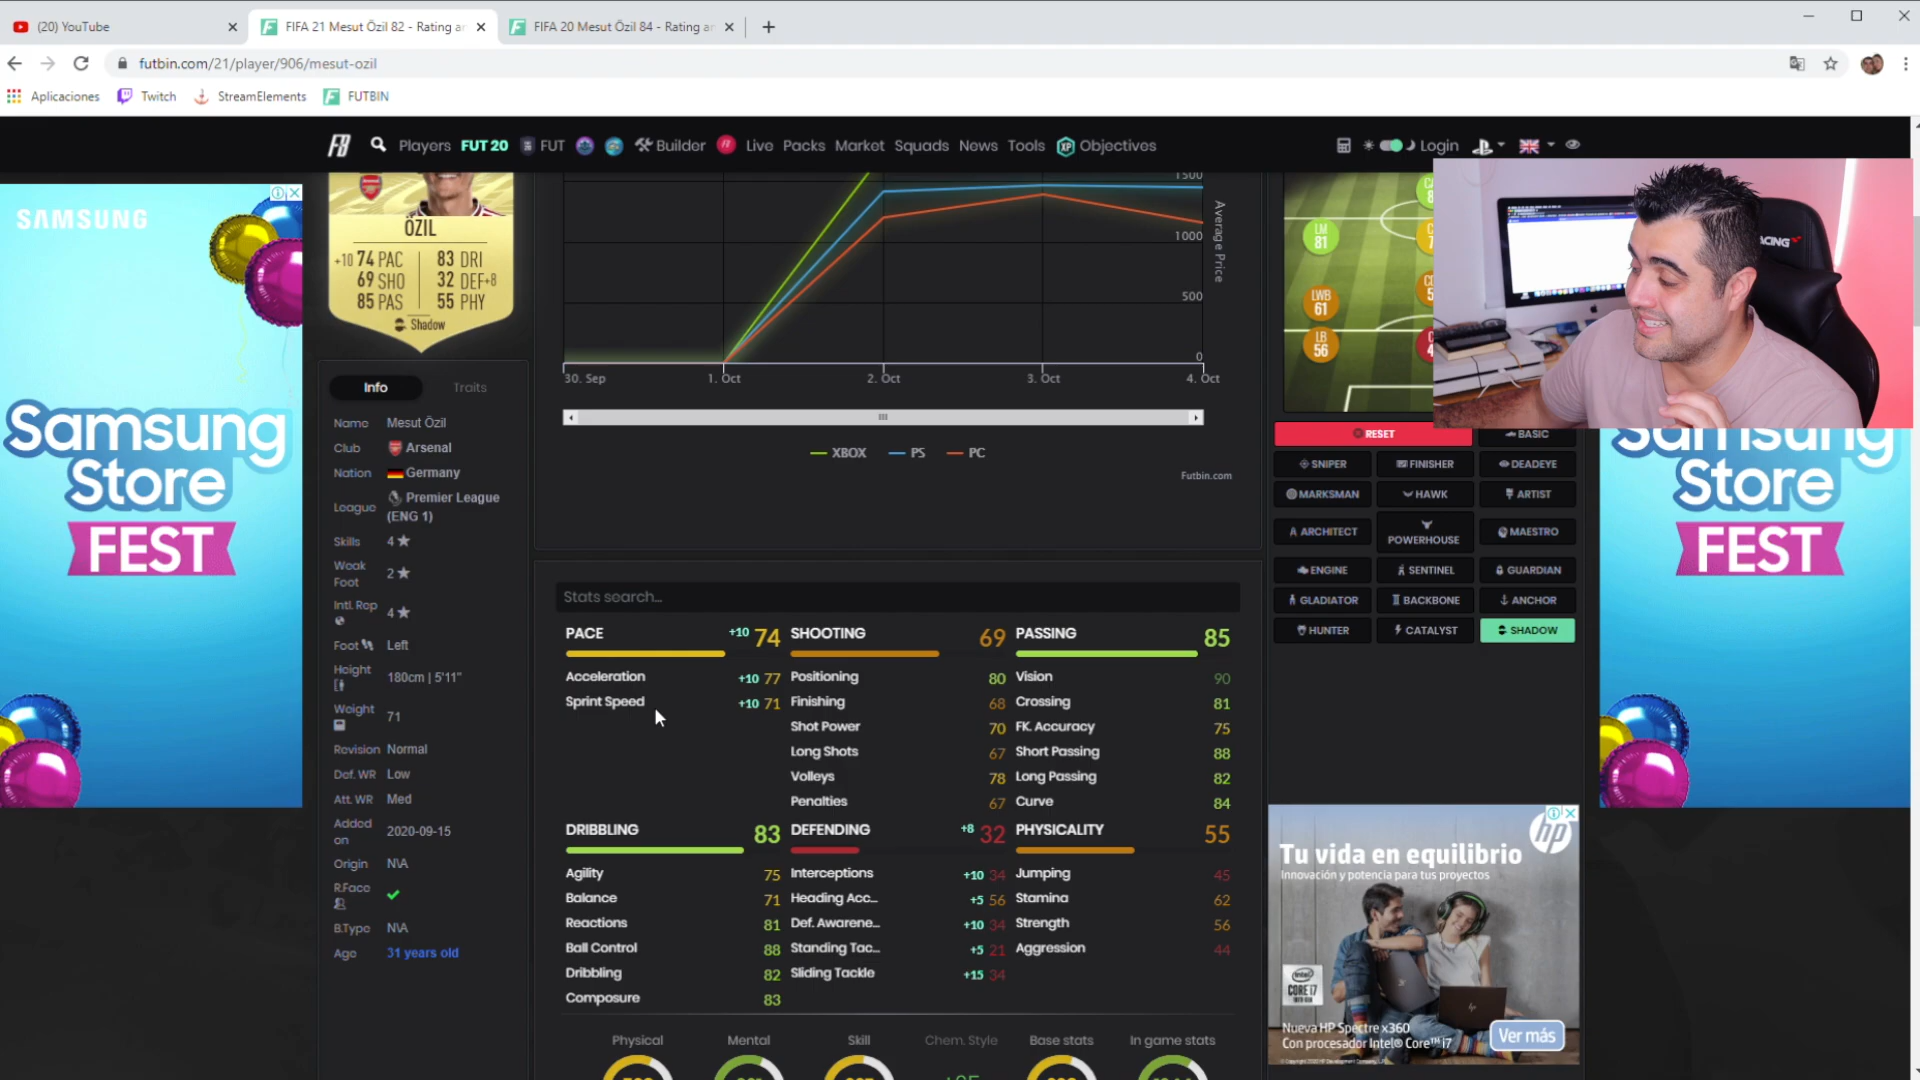 (20) YouTube
FIFA 21 Mesut Özil 82 - Rating ar
FIFA 20 Mesut Özil 84 - Rating ar
futbin.com/21/player/906/mesut-ozil
Aplicaciones
Twitch
StreamElements
FUTBIN
Players FUT 20 FUT Builder Live Packs Market Squads News Tools Objectives
Login
SAMSUNG
Samsung
Store
FEST
ÖZIL
+10 74 PAC 83 DRI
69 SHO 32 DEF+8
85 PAS 55 PHY
Shadow
Info Traits
Name Mesut Özil
Club Arsenal
Nation Germany
League Premier League
(ENG 1)
Skills 4
Weak
Foot 2
Intl. Rep 4
Foot Left
Height 180cm | 5'11"
Weight 71
Revision Normal
Def. WR Low
Att. WR Med
Added
on 2020-09-15
Origin N\A
R.Face
B.Type N\A
Age 31 years old
1500
1000
500
0
Average Price
30. Sep 1. Oct 2. Oct 3. Oct 4. Oct
XBOX PS PC
Futbin.com
Stats search...
PACE +10 74
Acceleration +10 77
Sprint Speed +10 71
SHOOTING 69
Positioning 80
Finishing 68
Shot Power 70
Long Shots 67
Volleys 78
Penalties 67
PASSING 85
Vision 90
Crossing 81
FK. Accuracy 75
Short Passing 88
Long Passing 82
Curve 84
DRIBBLING 83
Agility 75
Balance 71
Reactions 81
Ball Control 88
Dribbling 82
Composure 83
DEFENDING +8 32
Interceptions +10 34
Heading Acc... +5 56
Def. Awarene... +10 34
Standing Tac... +5 21
Sliding Tackle +15 34
PHYSICALITY 55
Jumping 45
Stamina 62
Strength 56
Aggression 44
Physical Mental Skill Chem. Style Base stats In game stats
LM
81
LWB
61
LB
56
RACING
RESET BASIC
SNIPER FINISHER DEADEYE
MARKSMAN HAWK ARTIST
ARCHITECT POWERHOUSE MAESTRO
ENGINE SENTINEL GUARDIAN
GLADIATOR BACKBONE ANCHOR
HUNTER CATALYST SHADOW
Samsung
Store
FEST
hp
Tu vida en equilibrio
Innovación y potencia para tus proyectos
intel
CORE i7
Nueva HP Spectre x360
Con procesador Intel® Core™ i7
Ver más